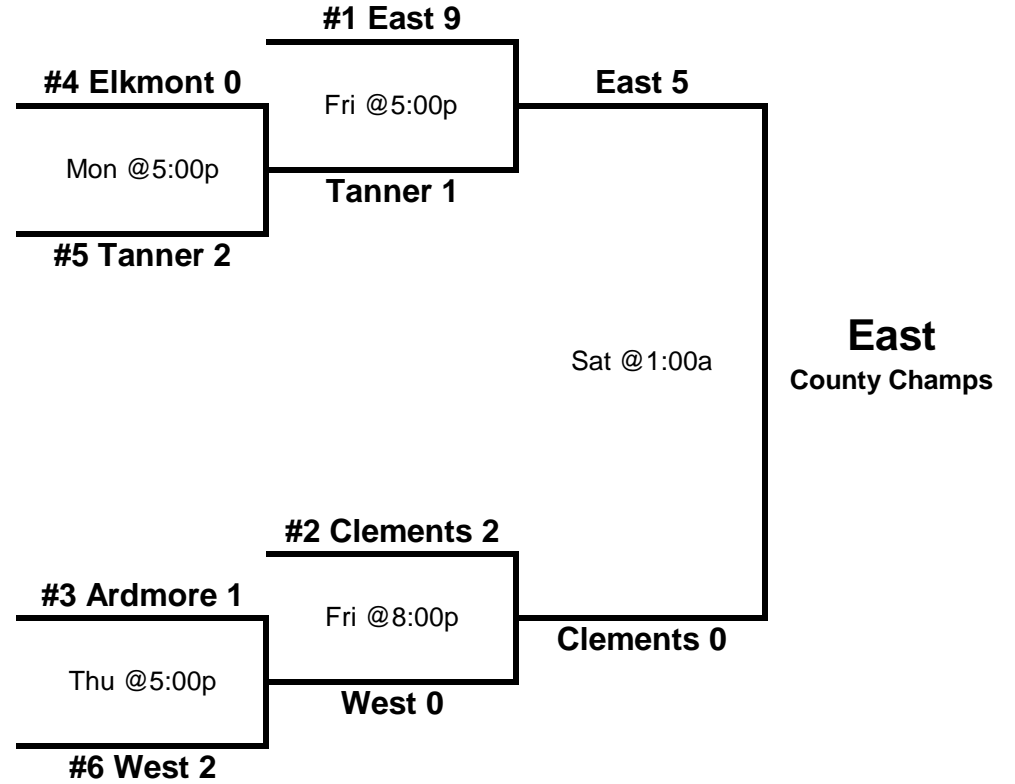 #1 East 9
#4 Elkmont 0
East 5
Fri @5:00p
Mon @5:00p
Tanner 1
#5 Tanner 2
East
Sat @1:00a
County Champs
#2 Clements 2
#3 Ardmore 1
Fri @8:00p
Clements 0
Thu @5:00p
West 0
#6 West 2